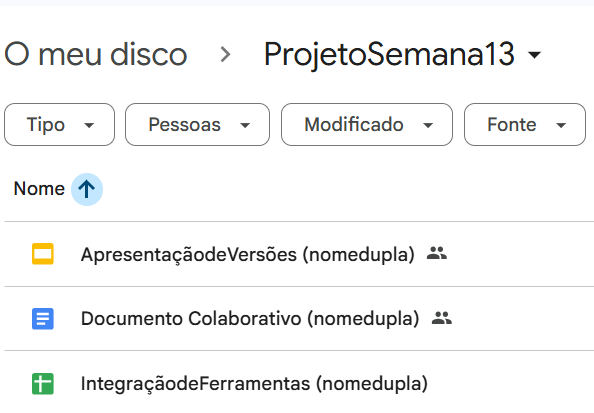 O meu disco > ProjetoSemana13
Tipo Pessoas Modificado Fonte
Nome
ApresentaçãodeVersões (nomedupla)
Documento Colaborativo (nomedupla)
IntegraçãodeFerramentas (nomedupla)